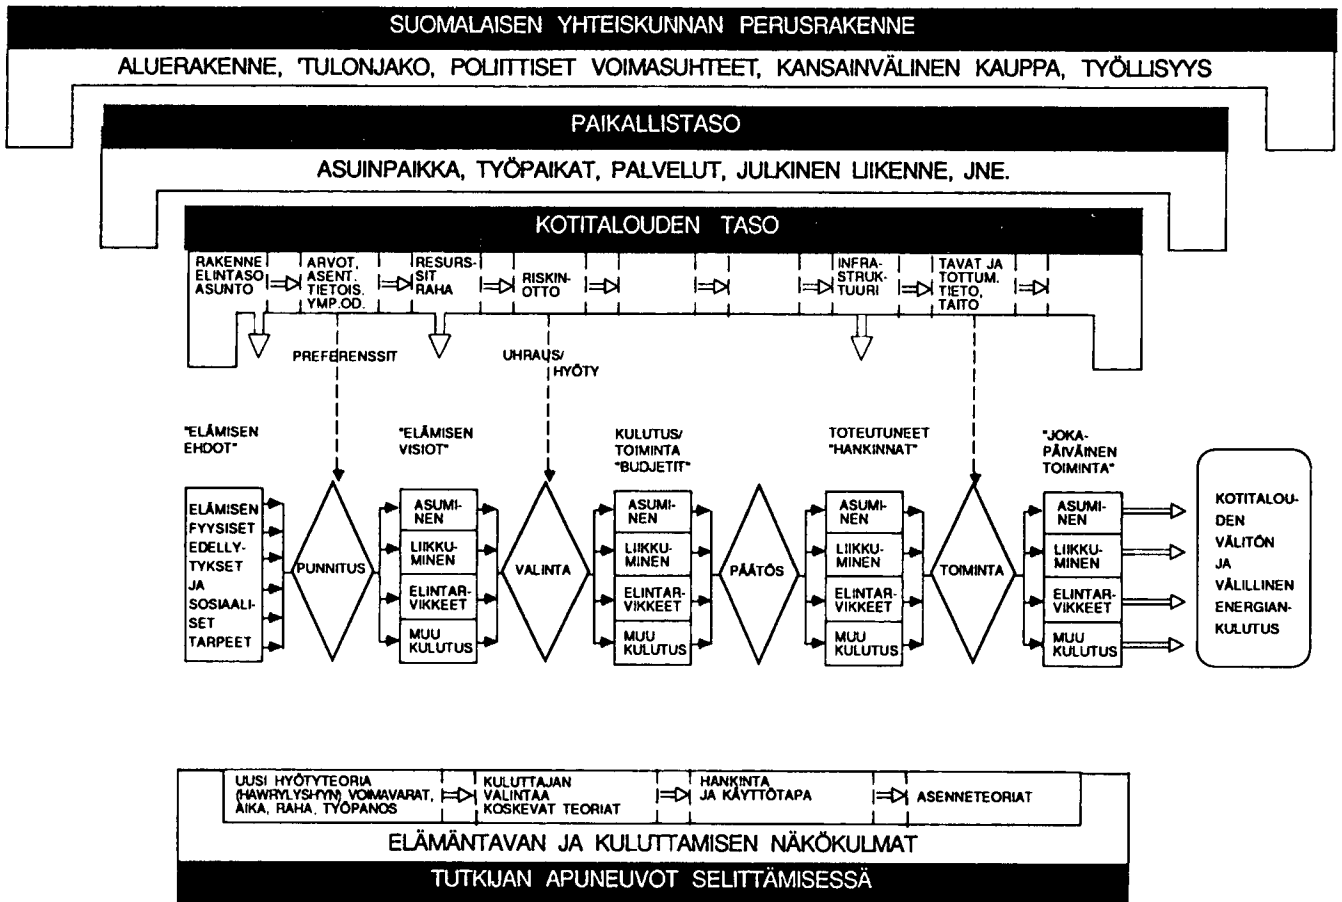 SUOMALAISEN YHTEISKUNNAN PERUSRAKENNE
ALUERAKENNE, TULONJAKO, POLIITTISET VOIMASUHTEET, KANSAINVÄLINEN KAUPPA, TYÖLLISYYS
PAIKALLISTASO
ASUINPAIKKA, TYÖPAIKAT, PALVELUT, JULKINEN LIIKENNE, JNE.
KOTITALOUDEN TASO
RAKENNE
ELINTASO
ASUNTO
ARVOT,
ASENT.
TIETOIS.
YMP.OD.
RESURS-
SIT
RAHA
RISKIN-
OTTO
INFRA-
STRUK-
TUURI
TAVAT JA
TOTTUM.
TIETO,
TAITO
PREFERENSSIT
UHRAUS/
HYÖTY
"ELÄMISEN
EHDOT"
"ELÄMISEN
VISIOT"
KULUTUS/
TOIMINTA
"BUDJETIT"
TOTEUTUNEET
"HANKINNAT"
"JOKA-
PÄIVÄINEN
TOIMINTA"
ELÄMISEN
FYYSISET
EDELLY-
TYKSET
JA
SOSIAALI-
SET
TARPEET
PUNNITUS
ASUMI-
NEN
LIIKKU-
MINEN
ELINTAR-
VIKKEET
MUU
KULUTUS
VALINTA
ASUMI-
NEN
LIIKKU-
MINEN
ELINTAR-
VIKKEET
MUU
KULUTUS
PÄÄTÖS
ASUMI-
NEN
LIIKKU-
MINEN
ELINTAR-
VIKKEET
MUU
KULUTUS
TOIMINTA
ASUMI-
NEN
LIIKKU-
MINEN
ELINTAR-
VIKKEET
MUU
KULUTUS
KOTITALOU-
DEN
VÄLITÖN
JA
VÄLILLINEN
ENERGIAN-
KULUTUS
UUSI HYÖTYTEORIA
(HAWRYLYSHYN) VOIMAVARAT,
AIKA, RAHA, TYÖPANOS
KULUTTAJAN
VALINTAA
KOSKEVAT TEORIAT
HANKINTA
JA KÄYTTÖTAPA
ASENNETEORIAT
ELÄMÄNTAVAN JA KULUTTAMISEN NÄKÖKULMAT
TUTKIJAN APUNEUVOT SELITTÄMISESSÄ